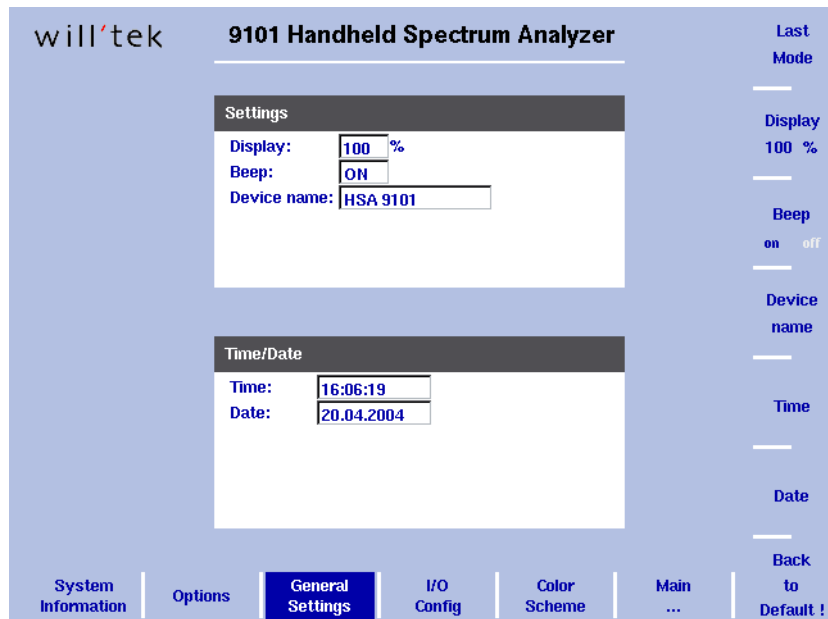 will'tek
9101 Handheld Spectrum Analyzer
Settings
Display: 100 %
Beep: ON
Device name: HSA 9101
Time/Date
Time: 16:06:19
Date: 20.04.2004
Last
Mode
Display
100 %
Beep
on off
Device
name
Time
Date
Back
to
Default !
System
Information
Options
General
Settings
I/O
Config
Color
Scheme
Main
...